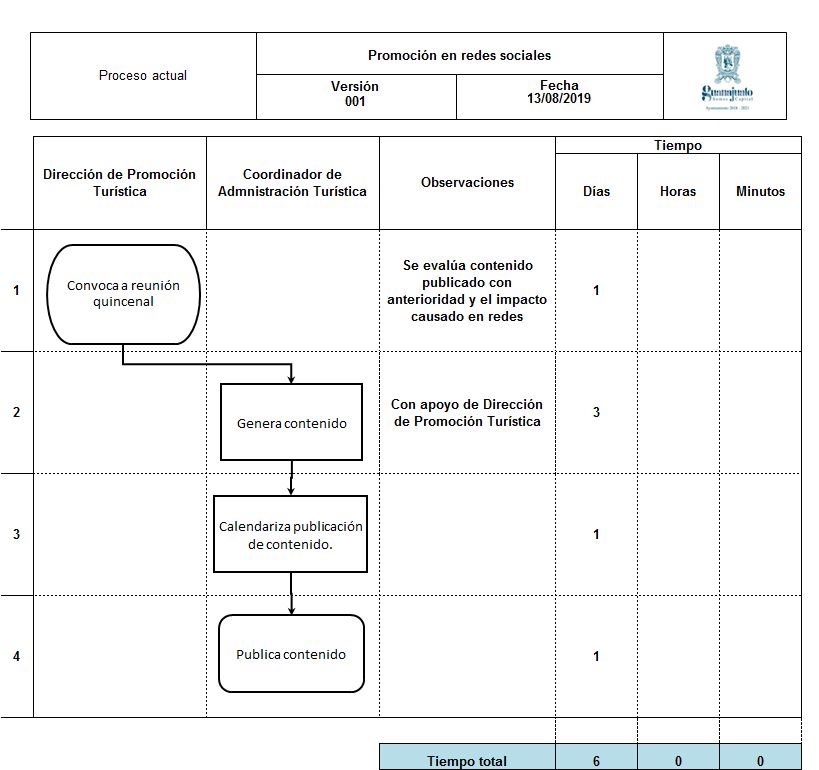 Proceso actual
Promoción en redes sociales
Versión
001
Fecha
13/08/2019
Guanajuato
Somos Capital
Ayuntamiento 2018 - 2021
Dirección de Promoción
Turística
Coordinador de
Admnistración Turística
Observaciones
Tiempo
Días
Horas
Minutos
1
Convoca a reunión
quincenal
Se evalúa contenido
publicado con
anterioridad y el impacto
causado en redes
1
2
Genera contenido
Con apoyo de Dirección
de Promoción Turística
3
3
Calendariza publicación
de contenido.
1
4
Publica contenido
1
Tiempo total
6
0
0